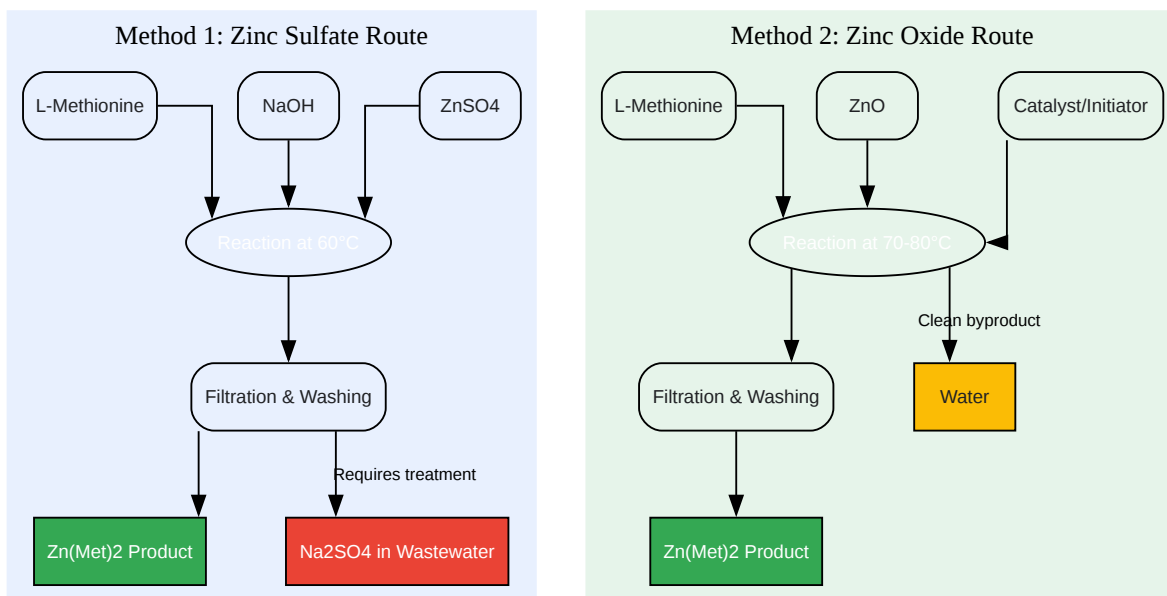 Method 1: Zinc Sulfate Route
L-Methionine
NaOH
ZnSO4
Reaction at 60°C
Filtration & Washing
Requires treatment
Zn(Met)2 Product
Na2SO4 in Wastewater
Method 2: Zinc Oxide Route
L-Methionine
ZnO
Catalyst/Initiator
Reaction at 70-80°C
Clean byproduct
Filtration & Washing
Water
Zn(Met)2 Product